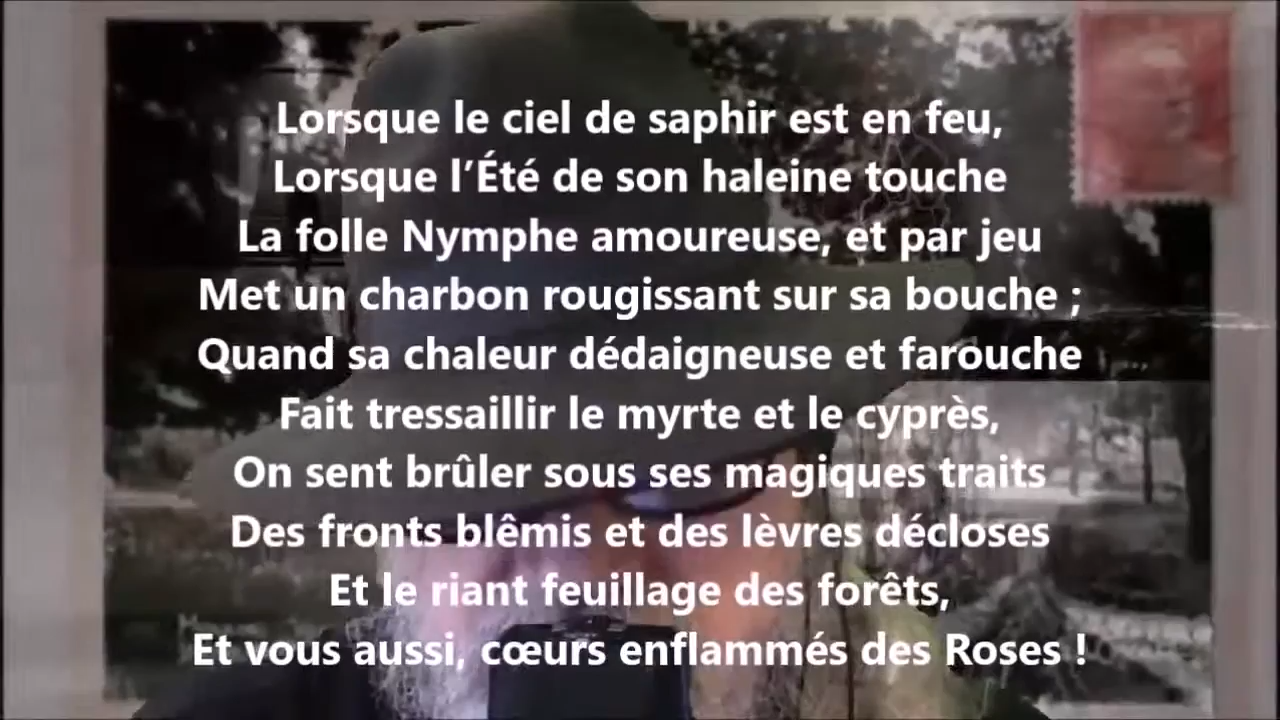 Lorsque le ciel de saphir est en feu,
Lorsque l’Été de son haleine touche
La folle Nymphe amoureuse, et par jeu
Met un charbon rougissant sur sa bouche ;
Quand sa chaleur dédaigneuse et farouche
Fait tressaillir le myrte et le cyprès,
On sent brûler sous ses magiques traits
Des fronts blêmis et des lèvres décloses
Et le riant feuillage des forêts,
Et vous aussi, cœurs enflammés des Roses !